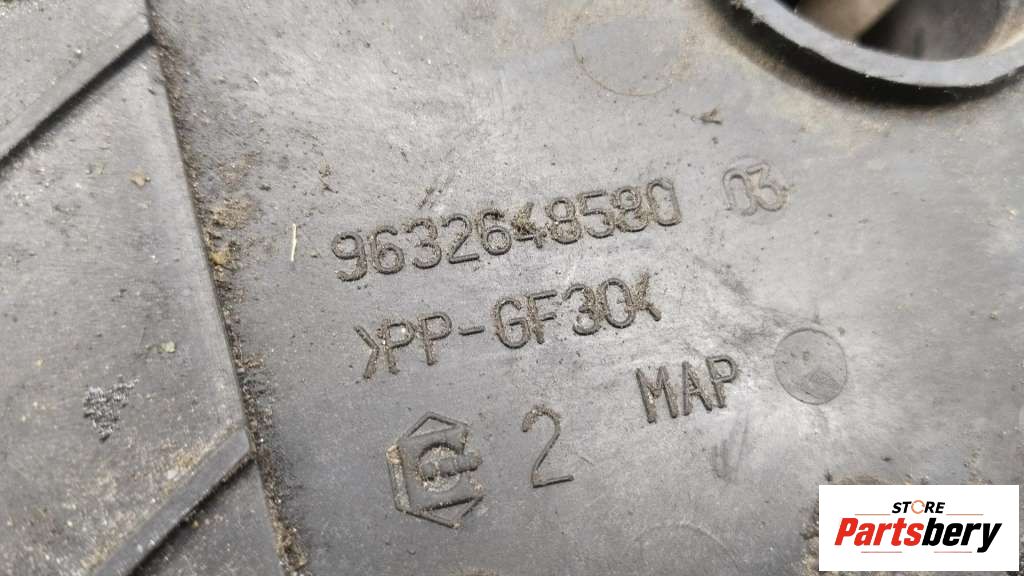 9632648580 03
>PP-GF30<
MAP
2
STORE
Partsbery